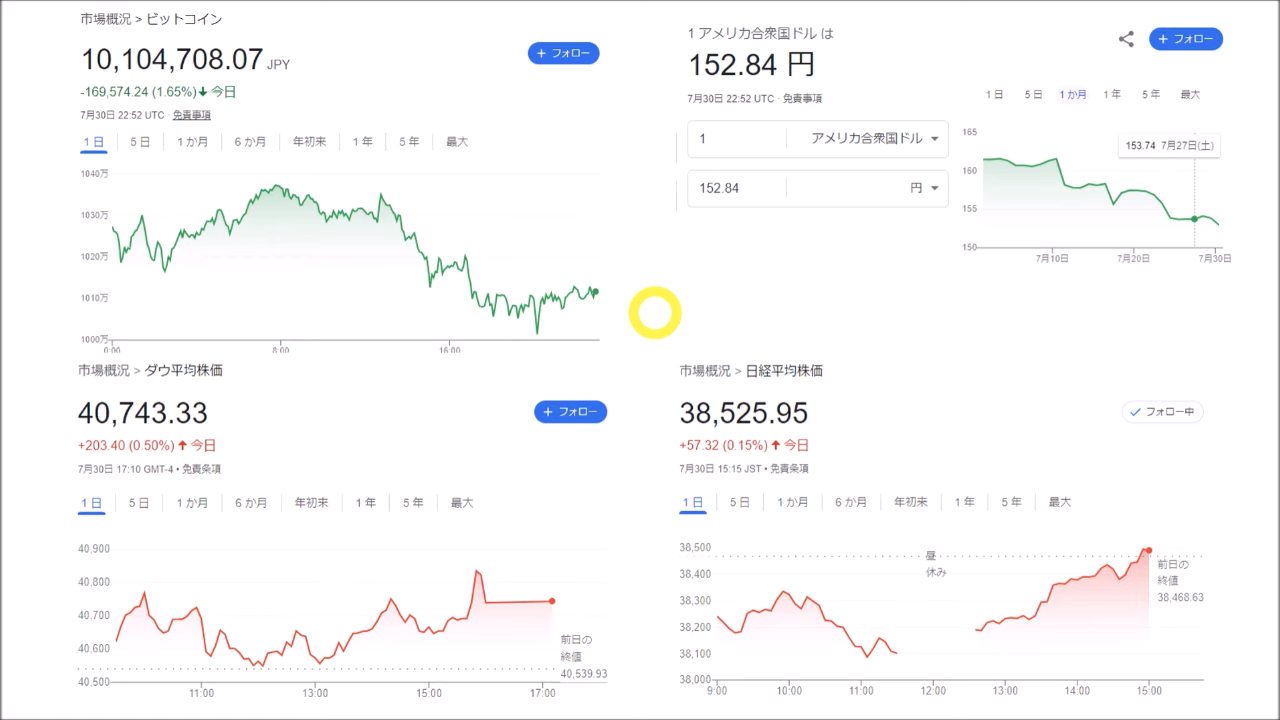 市場概況 > ビットコイン
10,104,708.07 JPY
+ フォロー
-169,574.24 (1.65%)↓ 今日
7月30日 22:52 UTC · 免責事項
1 日 5 日 1 か月 6 か月 年初来 1 年 5 年 最大
1040万
1030万
1020万
1010万
1000万
0:00 8:00 16:00
1 アメリカ合衆国ドル は
152.84 円
+ フォロー
7月30日 22:52 UTC · 免責事項
1 日 5 日 1 か月 1 年 5 年 最大
1 アメリカ合衆国ドル
152.84 円
165
160
155
150
153.74 7月27日(土)
7月10日 7月20日 7月30日
市場概況 > ダウ平均株価
40,743.33
+ フォロー
+203.40 (0.50%) ↑ 今日
7月30日 17:10 GMT-4 • 免責条項
1 日 5 日 1 か月 6 か月 年初来 1 年 5 年 最大
40,900
40,800
40,700
40,600
40,500
前日の
終値
40,539.93
11:00 13:00 15:00 17:00
市場概況 > 日経平均株価
38,525.95
フォロー中
+57.32 (0.15%) ↑ 今日
7月30日 15:15 JST • 免責条項
1 日 5 日 1 か月 6 か月 年初来 1 年 5 年 最大
38,500
38,400
38,300
38,200
38,100
38,000
昼
休み
前日の
終値
38,468.63
9:00 10:00 11:00 12:00 13:00 14:00 15:00